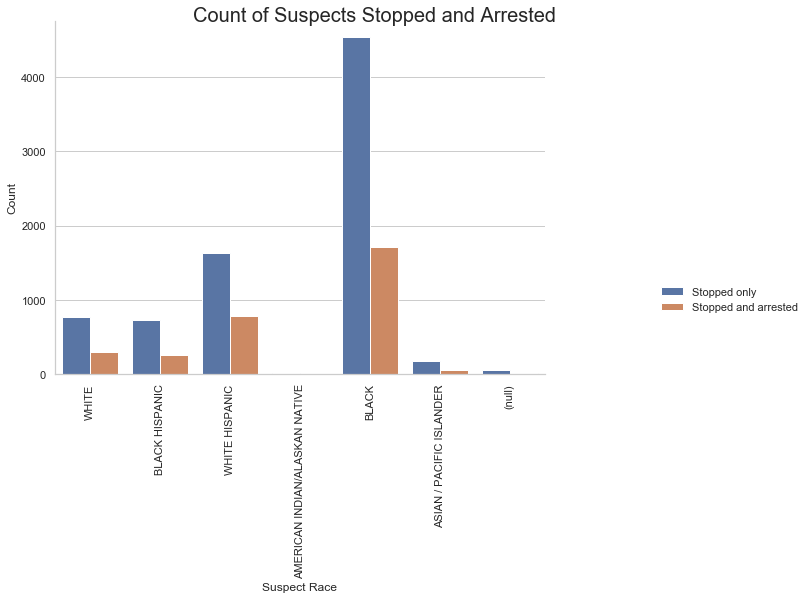 Count of Suspects Stopped and Arrested
Count
4000
3000
2000
1000
0
WHITE
BLACK HISPANIC
WHITE HISPANIC
AMERICAN INDIAN/ALASKAN NATIVE
BLACK
ASIAN / PACIFIC ISLANDER
(null)
Suspect Race
Stopped only
Stopped and arrested